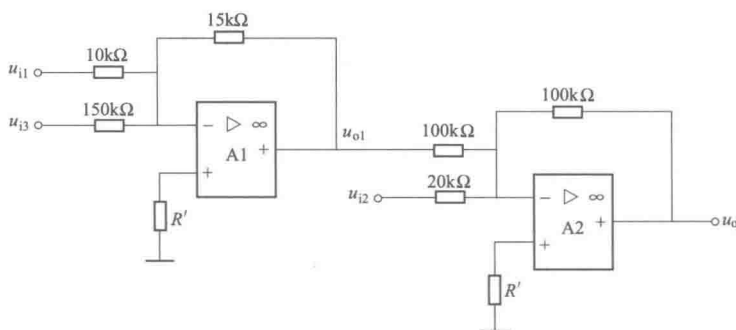 15kΩ
u_i1
10kΩ
u_i3
150kΩ
− ▷ ∞
A1
+
+
R'
u_o1
100kΩ
100kΩ
u_i2
20kΩ
− ▷ ∞
A2
+
+
u_o
R'